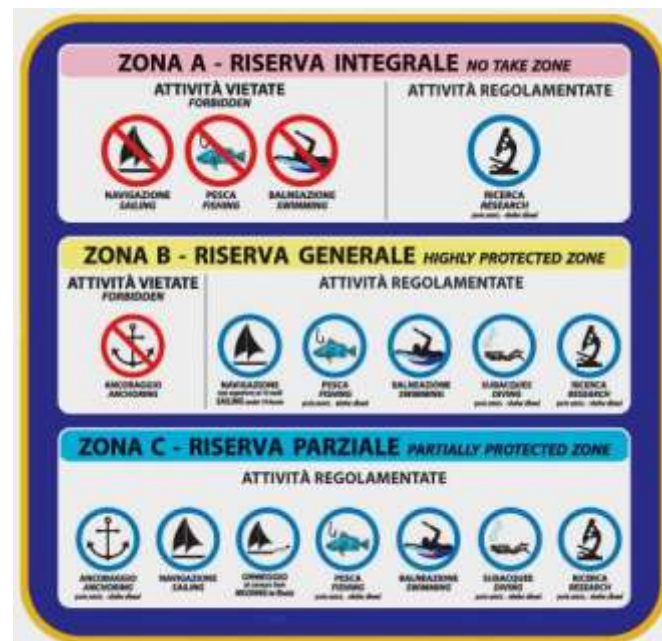 ZONA A - RISERVA INTEGRALE NO TAKE ZONE
ATTIVITÀ VIETATE
FORBIDDEN
ATTIVITÀ REGOLAMENTATE
NAVIGAZIONE
SAILING
PESCA
FISHING
BALNEAZIONE
SWIMMING
RICERCA
RESEARCH
ZONA B - RISERVA GENERALE HIGHLY PROTECTED ZONE
ATTIVITÀ VIETATE
FORBIDDEN
ATTIVITÀ REGOLAMENTATE
ANCORAGGIO
ANCHORING
NAVIGAZIONE
SAILING
PESCA
FISHING
BALNEAZIONE
SWIMMING
SUBACQUEE
DIVING
RICERCA
RESEARCH
ZONA C - RISERVA PARZIALE PARTIALLY PROTECTED ZONE
ATTIVITÀ REGOLAMENTATE
ANCORAGGIO
ANCHORING
NAVIGAZIONE
SAILING
ORMEGGIO
PESCA
FISHING
BALNEAZIONE
SWIMMING
SUBACQUEE
DIVING
RICERCA
RESEARCH